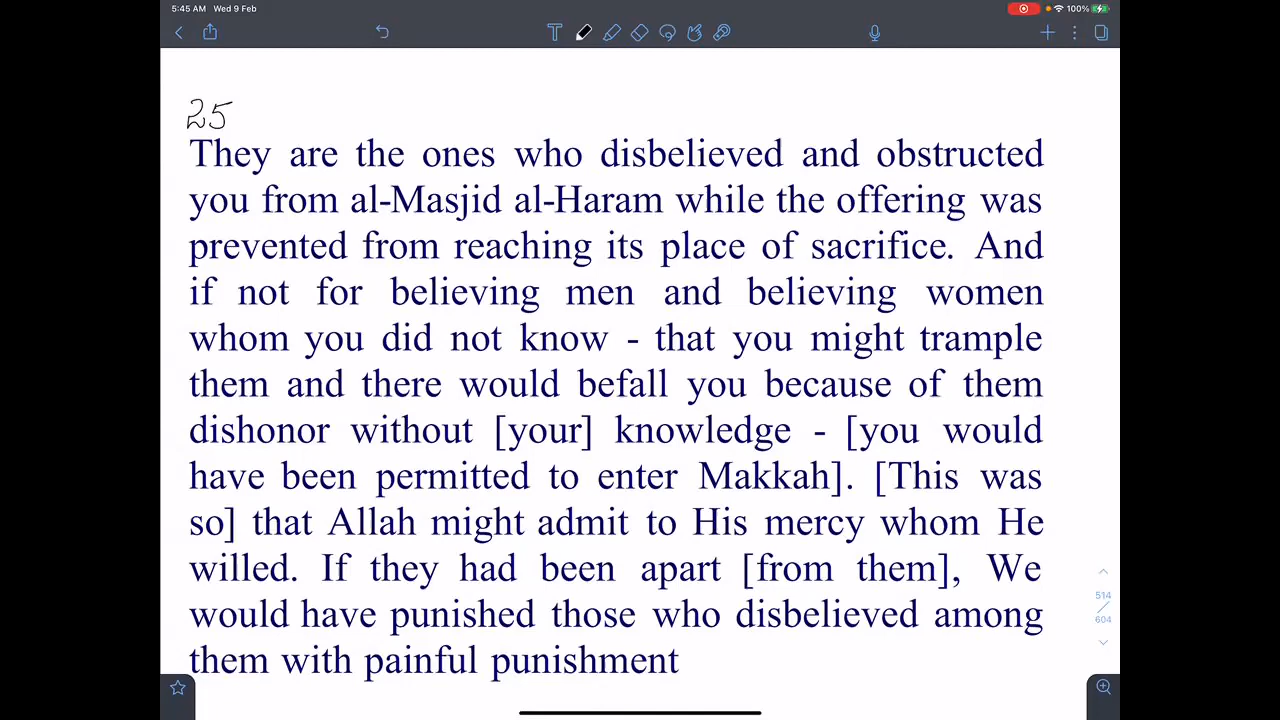 5:45 AM Wed 9 Feb
100%
25
They are the ones who disbelieved and obstructed
you from al-Masjid al-Haram while the offering was
prevented from reaching its place of sacrifice. And
if not for believing men and believing women
whom you did not know - that you might trample
them and there would befall you because of them
dishonor without [your] knowledge - [you would
have been permitted to enter Makkah]. [This was
so] that Allah might admit to His mercy whom He
willed. If they had been apart [from them], We
would have punished those who disbelieved among
them with painful punishment
514
/
604